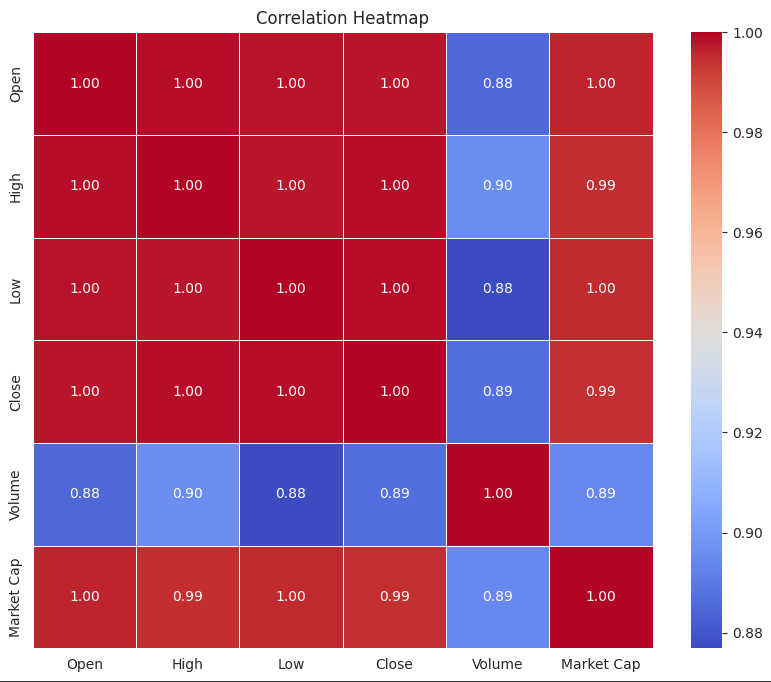 Correlation Heatmap
Open 1.00 1.00 1.00 1.00 0.88 1.00
High 1.00 1.00 1.00 1.00 0.90 0.99
Low 1.00 1.00 1.00 1.00 0.88 1.00
Close 1.00 1.00 1.00 1.00 0.89 0.99
Volume 0.88 0.90 0.88 0.89 1.00 0.89
Market Cap 1.00 0.99 1.00 0.99 0.89 1.00
Open High Low Close Volume Market Cap
1.00
0.98
0.96
0.94
0.92
0.90
0.88